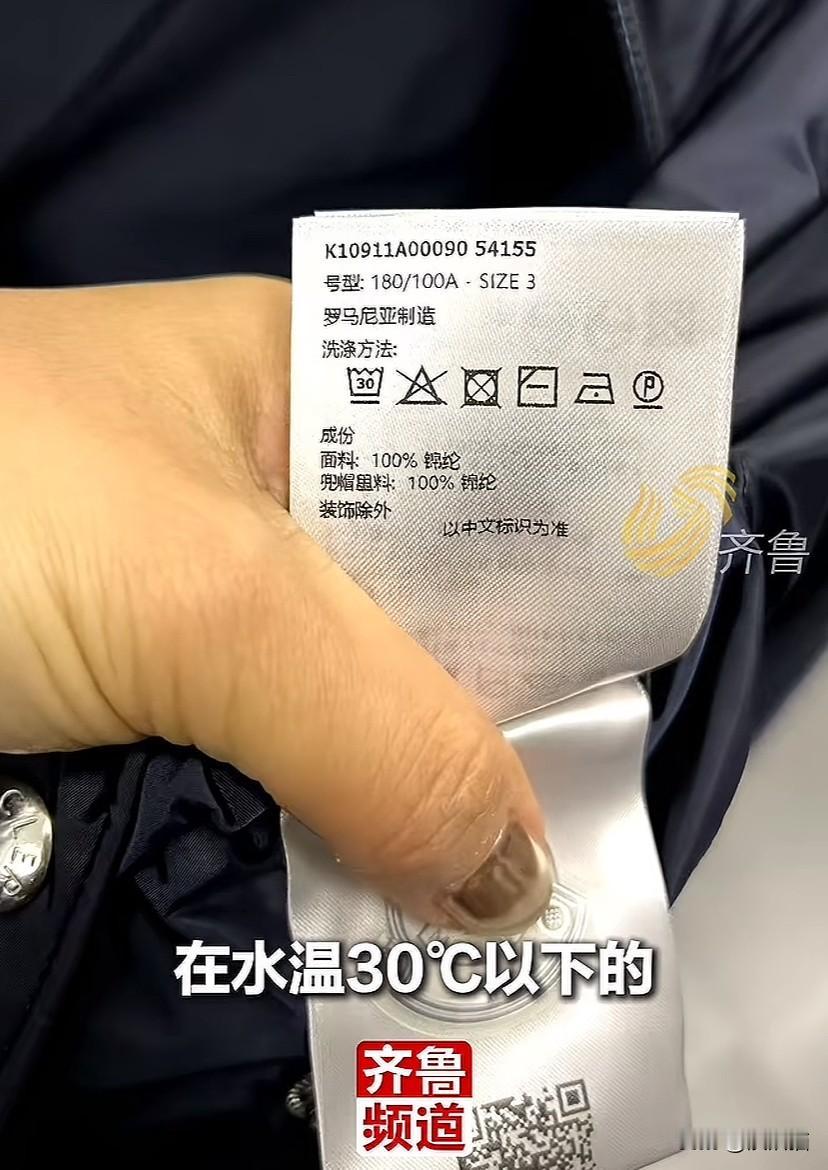 K10911A00090 54155
号型: 180/100A - SIZE 3
罗马尼亚制造
洗涤方法:
30
P
成份
面料: 100% 锦纶
兜帽里料: 100% 锦纶
装饰除外
以中文标识为准
齐鲁
CLER
在水温30℃以下的
齐鲁
频道